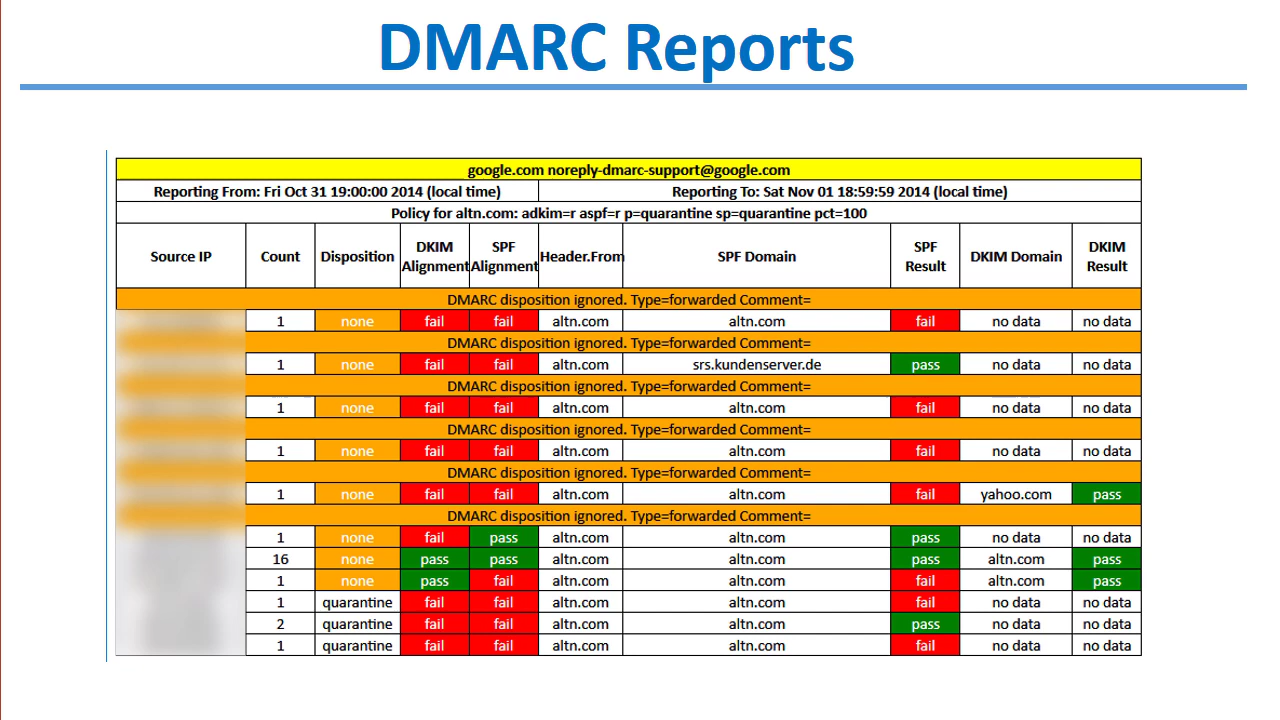 DMARC Reports
google.com noreply-dmarc-support@google.com
Reporting From: Fri Oct 31 19:00:00 2014 (local time) Reporting To: Sat Nov 01 18:59:59 2014 (local time)
Policy for altn.com: adkim=r aspf=r p=quarantine sp=quarantine pct=100
Source IP Count Disposition DKIM Alignment SPF Alignment Header.From SPF Domain SPF Result DKIM Domain DKIM Result
DMARC disposition ignored. Type=forwarded Comment=
1 none fail fail altn.com altn.com fail no data no data
DMARC disposition ignored. Type=forwarded Comment=
1 none fail fail altn.com srs.kundenserver.de pass no data no data
DMARC disposition ignored. Type=forwarded Comment=
1 none fail fail altn.com altn.com fail no data no data
DMARC disposition ignored. Type=forwarded Comment=
1 none fail fail altn.com altn.com fail no data no data
DMARC disposition ignored. Type=forwarded Comment=
1 none fail fail altn.com altn.com fail yahoo.com pass
DMARC disposition ignored. Type=forwarded Comment=
1 none fail pass altn.com altn.com pass no data no data
16 none pass pass altn.com altn.com pass altn.com pass
1 none pass fail altn.com altn.com fail altn.com pass
1 quarantine fail fail altn.com altn.com fail no data no data
2 quarantine fail fail altn.com altn.com pass no data no data
1 quarantine fail fail altn.com altn.com fail no data no data